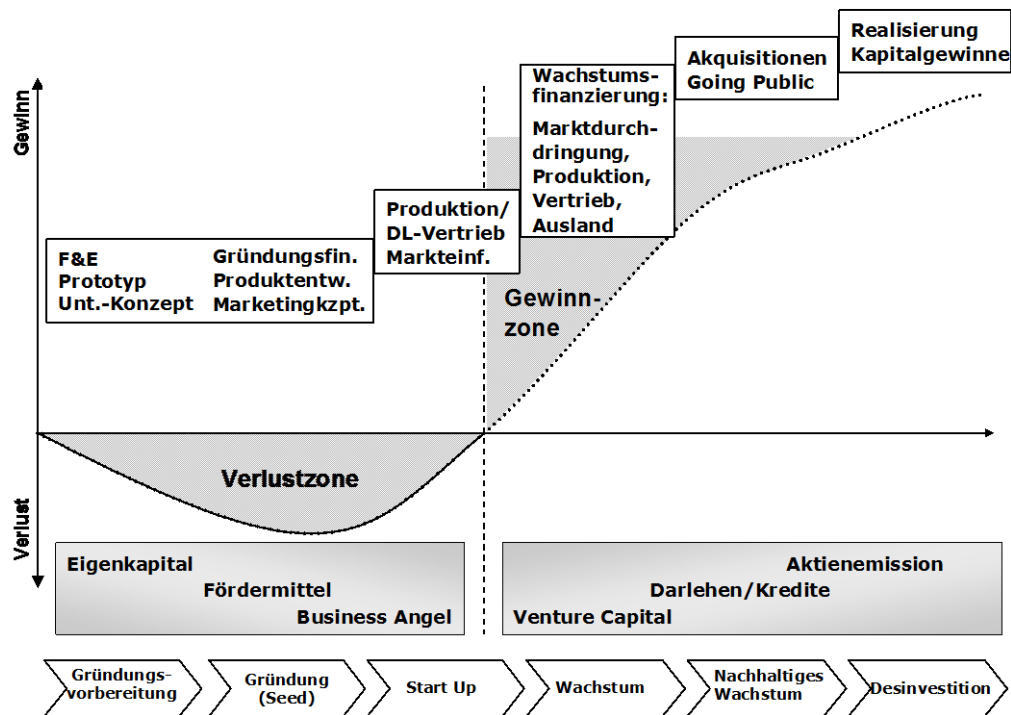 Realisierung
Kapitalgewinne
Akquisitionen
Going Public
Wachstums-
finanzierung:
Marktdurch-
dringung,
Produktion,
Vertrieb,
Ausland
Produktion/
DL-Vertrieb
Markteinf.
F&E
Prototyp
Unt.-Konzept
Gründungsfin.
Produktentw.
Marketingkzpt.
Gewinn
Verlust
Gewinn-
zone
Verlustzone
Eigenkapital
Fördermittel
Business Angel
Aktienemission
Darlehen/Kredite
Venture Capital
Gründungs-
vorbereitung
Gründung
(Seed)
Start Up
Wachstum
Nachhaltiges
Wachstum
Desinvestition